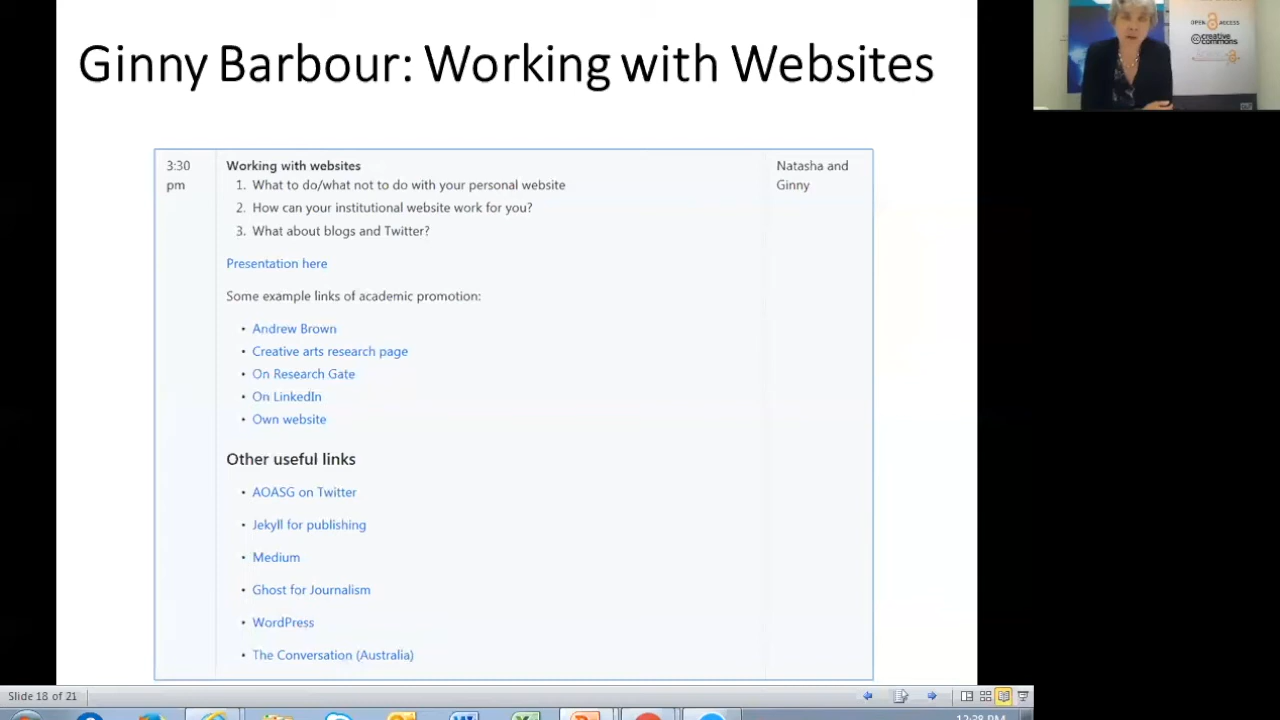 Ginny Barbour: Working with Websites
OPEN ACCESS
creative commons
3:30 pm
Working with websites
Natasha and Ginny
1. What to do/what not to do with your personal website
2. How can your institutional website work for you?
3. What about blogs and Twitter?
Presentation here
Some example links of academic promotion:
• Andrew Brown
• Creative arts research page
• On Research Gate
• On LinkedIn
• Own website
Other useful links
• AOASG on Twitter
• Jekyll for publishing
• Medium
• Ghost for Journalism
• WordPress
• The Conversation (Australia)
Slide 18 of 21
12:38 PM